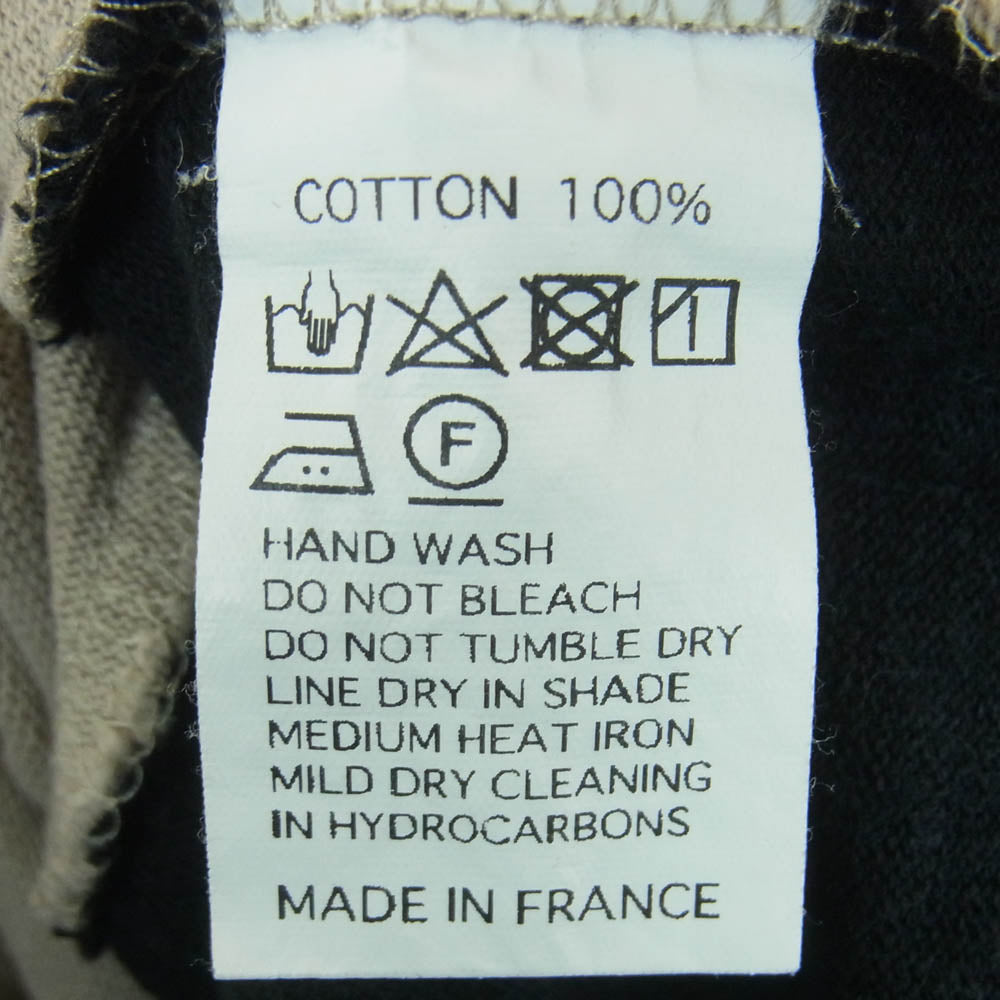 COTTON 100%
F
HAND WASH
DO NOT BLEACH
DO NOT TUMBLE DRY
LINE DRY IN SHADE
MEDIUM HEAT IRON
MILD DRY CLEANING
IN HYDROCARBONS
MADE IN FRANCE